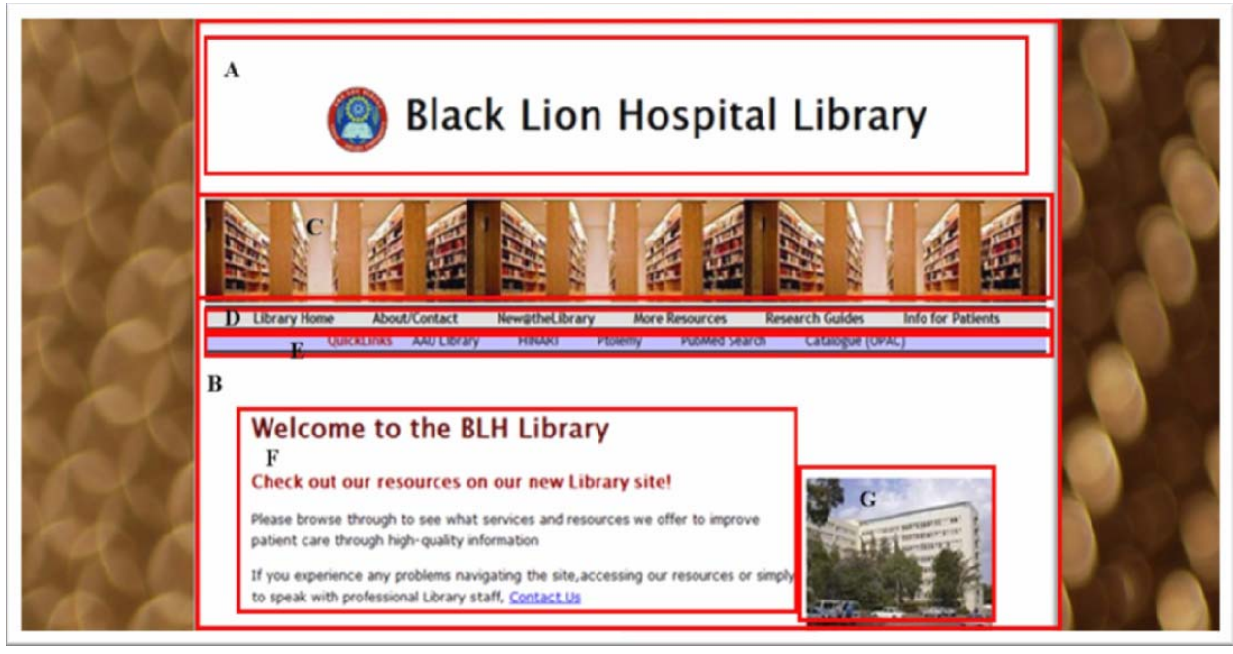 A
Black Lion Hospital Library
C
D Library Home About/Contact New@theLibrary More Resources Research Guides Info for Patients
E QuickLinks AAU Library HINARI Ptolemy PubMed Search Catalogue (OPAC)
B
Welcome to the BLH Library
F
Check out our resources on our new Library site!
G
Please browse through to see what services and resources we offer to improve
patient care through high-quality information
If you experience any problems navigating the site,accessing our resources or simply
to speak with professional Library staff, Contact Us